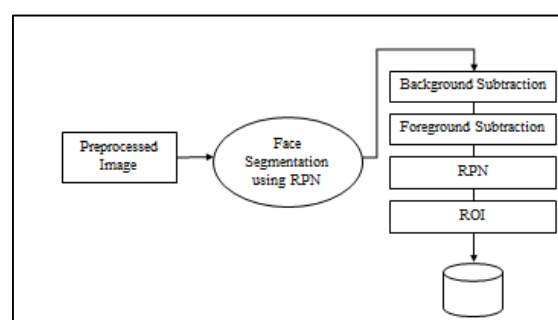 Preprocessed
Image
Face
Segmentation
using RPN
Background Subtraction
Foreground Subtraction
RPN
ROI